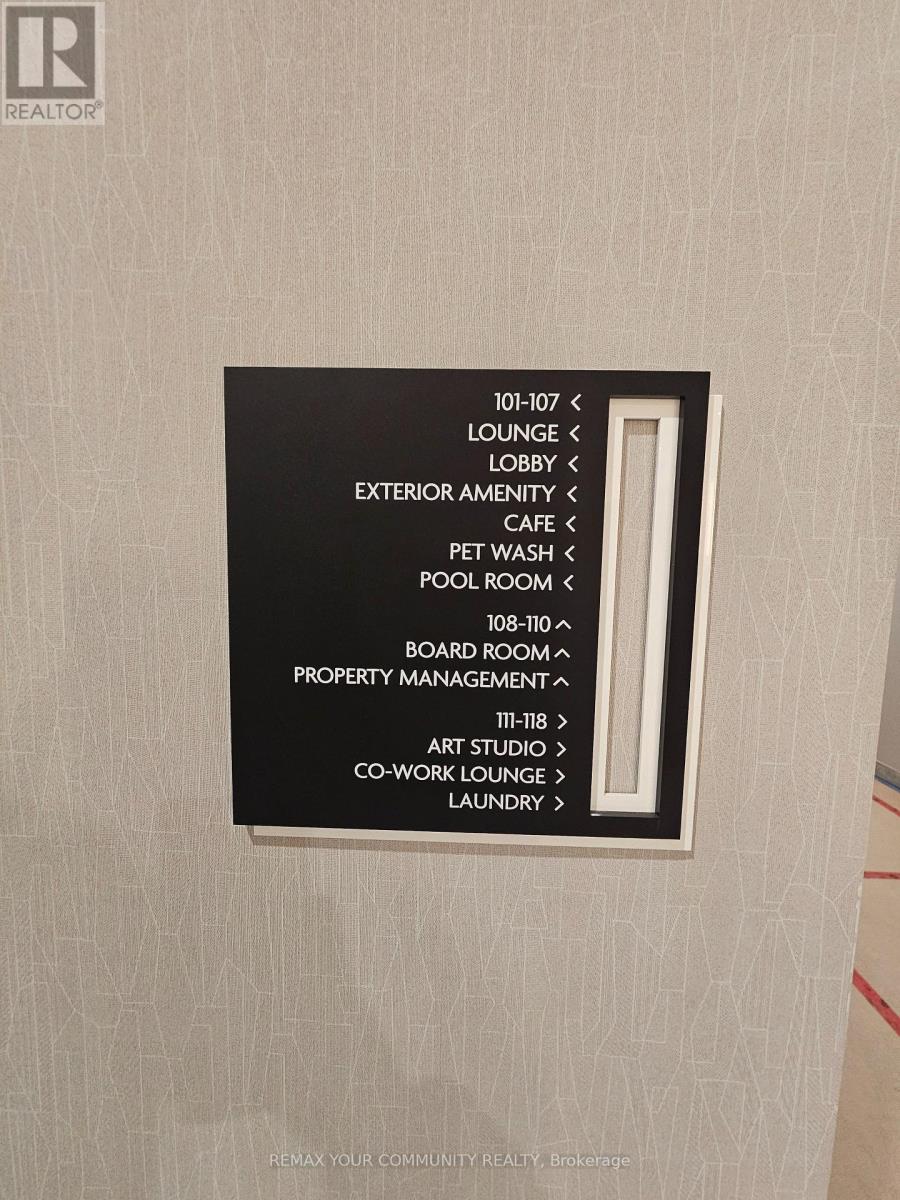 R
REALTOR®
101-107 <
LOUNGE <
LOBBY <
EXTERIOR AMENITY <
CAFE <
PET WASH <
POOL ROOM <
108-110 ^
BOARD ROOM ^
PROPERTY MANAGEMENT ^
111-118 >
ART STUDIO >
CO-WORK LOUNGE >
LAUNDRY >
REMAX YOUR COMMUNITY REALTY, Brokerage